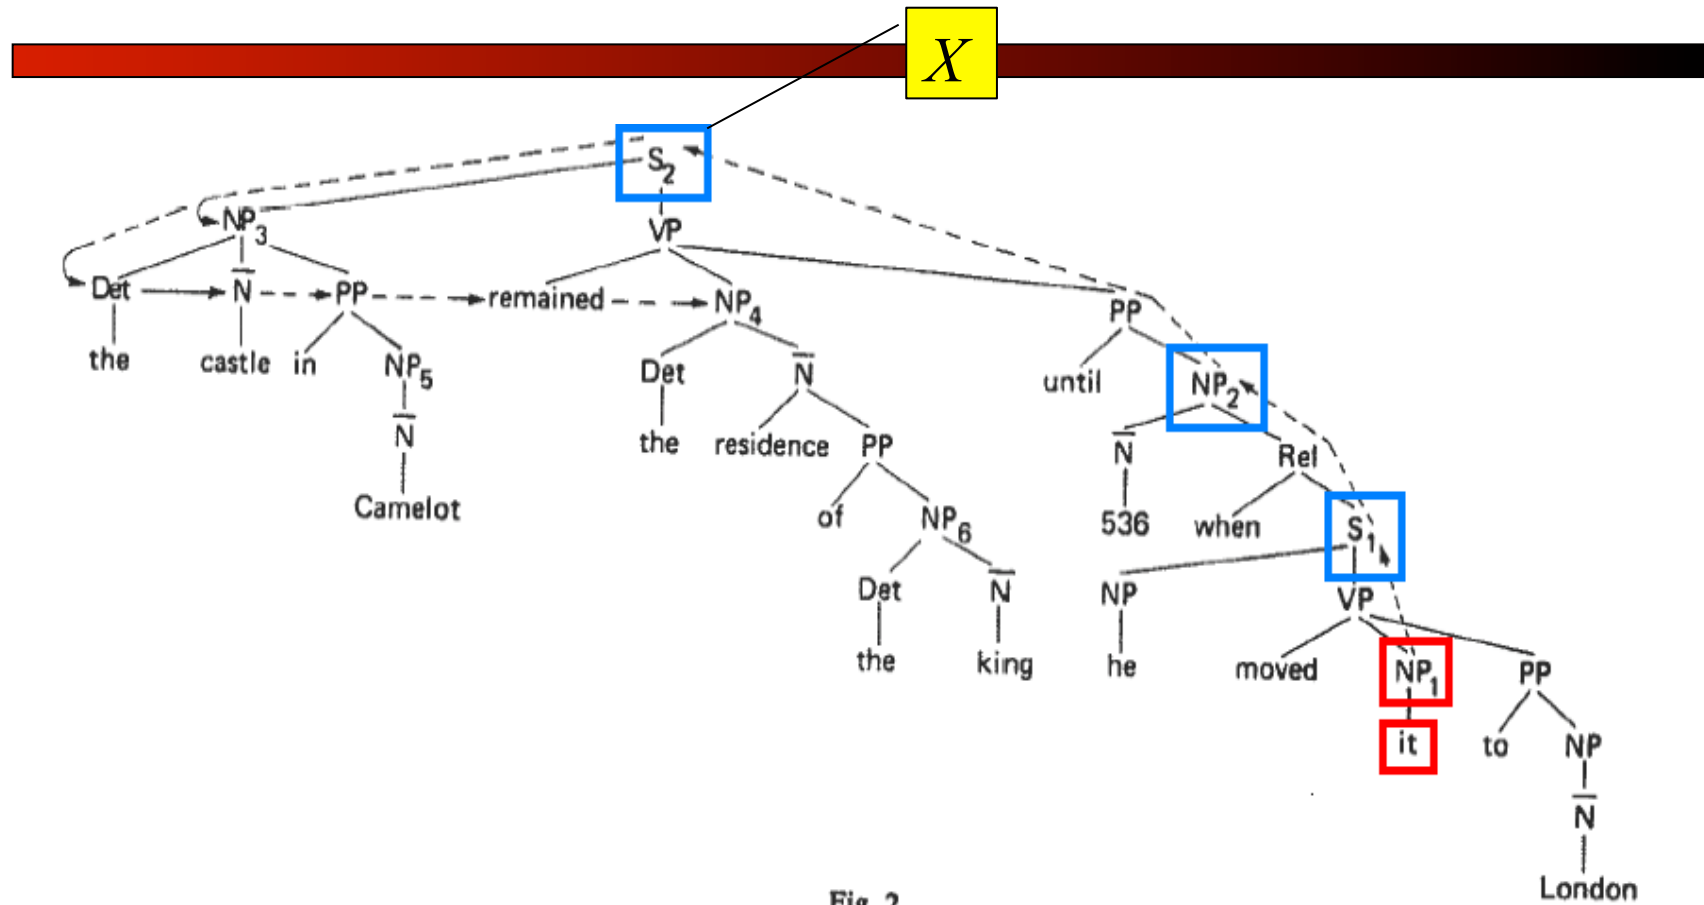 X
S2
NP3 VP
Det N̅ PP remained NP4 PP
the castle in NP5 Det N̅ until NP2
N̅ the residence PP N̅ Rel
Camelot of NP6 536 when S1
Det N̅ NP VP
the king he moved NP1 PP
it to NP
N̅
London
Fig. 2